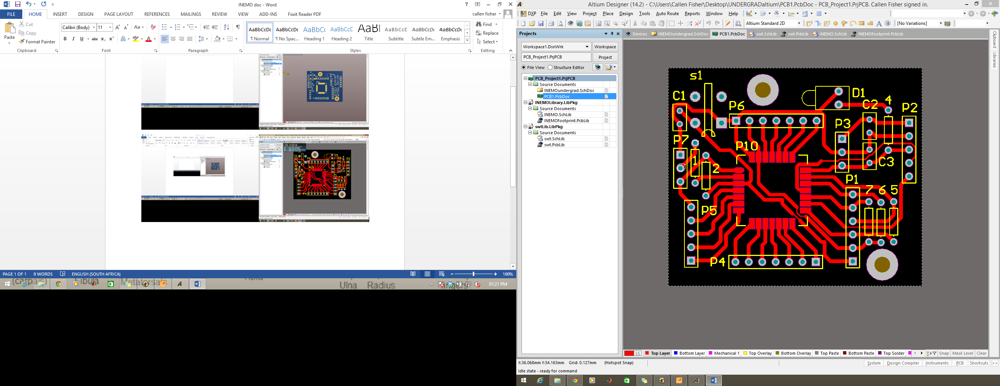 INEMO doc - Word
FILE HOME INSERT DESIGN PAGE LAYOUT REFERENCES MAILINGS REVIEW VIEW ADD-INS Foxit Reader PDF callen fisher
Paste
Cut
Copy
Format Painter
Calibri (Body) 11
AaBbCcDc AaBbCcDc AaBbCc AaBbCcD AaBl AaBbCcD AaBbCcDc AaBbCcDc
¶ Normal ¶ No Spac... Heading 1 Heading 2 Title Subtitle Subtle Em... Emphasis
Find
Replace
Select
Clipboard Font Paragraph Styles Editing
PAGE 1 OF 1 0 WORDS ENGLISH (SOUTH AFRICA) 100%
(carpals) Fibula Metatarsals Tibia Ulna Radius fingers
01:21 PM
Altium Designer (14.2) - C:\Users\Callen Fisher\Desktop\UNDERGRADaltium\PCB1.PcbDoc - PCB_Project1.PrjPCB. Callen Fisher signed in.
DXP File Edit View Project Place Design Tools Auto Route Reports Window Help
Altium Standard 2D [No Variations]
Projects
Devices INEMOundergrad.SchDoc PCB1.PcbDoc swt.SchLib swt.PcbLib INEMO.SchLib INEMOfootprint.PcbLib
Workspace1.DsnWrk Workspace
PCB_Project1.PrjPCB Project
File View Structure Editor
PCB_Project1.PrjPCB
Source Documents
INEMOundergrad.SchDoc
PCB1.PcbDoc
INEMOLibrary.LibPkg
Source Documents
INEMO.SchLib
INEMOfootprint.PcbLib
swtLib.LibPkg
Source Documents
swt.SchLib
swt.PcbLib
Clipboard
Libraries
s1
C1 P6 D1
C2 4 P2
P3
P7 P10
1 2 C3
P1
7 6 5
P5
P4
LS Top Layer Bottom Layer Mechanical 1 Top Overlay Bottom Overlay Top Paste Bottom Paste Top Solder Snap Mask Level Clear
X:36.068mm Y:34.163mm Grid: 0.127mm (Hotspot Snap)
System Design Compiler Instruments PCB Shortcuts >>
Idle state - ready for command